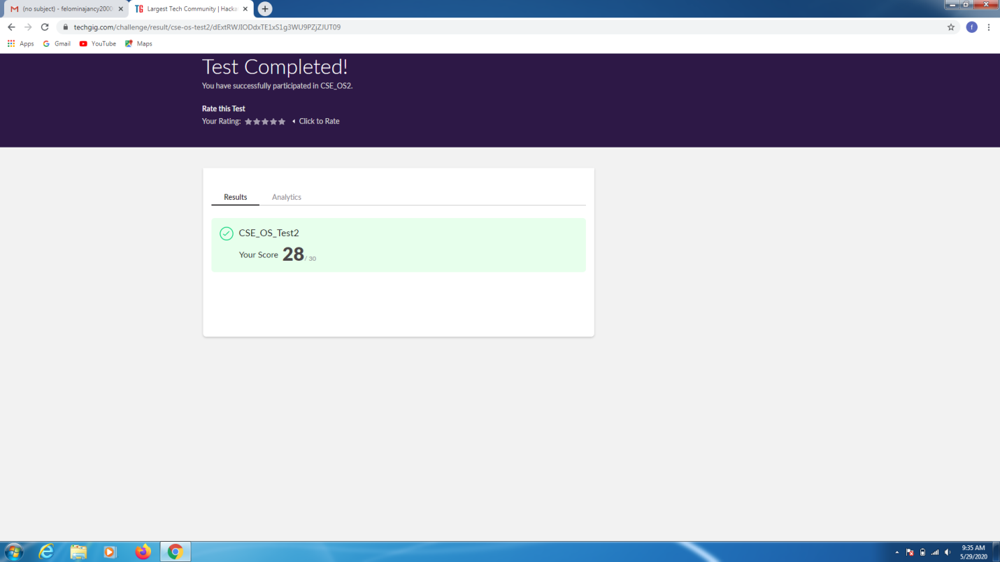 (no subject) - felominajancy2000
Largest Tech Community | Hacka
techgig.com/challenge/result/cse-os-test2/dExtRWJIODdxTE1xS1g3WU9PZjZJUT09
f
Apps Gmail YouTube Maps
Test Completed!
You have successfully participated in CSE_OS2.
Rate this Test
Your Rating: Click to Rate
Results Analytics
CSE_OS_Test2
Your Score 28 / 30
9:35 AM
5/29/2020